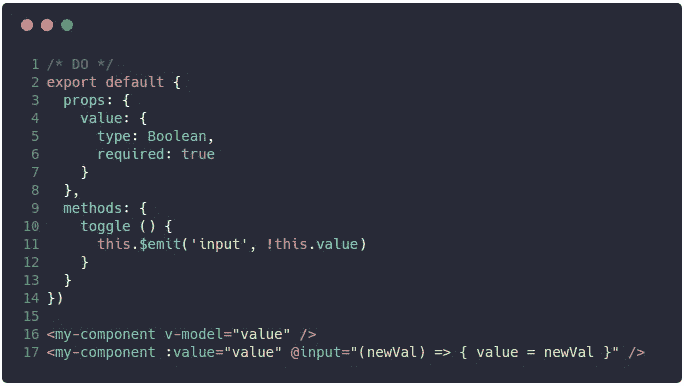 1 /* DO */
2 export default {
3   props: {
4     value: {
5       type: Boolean,
6       required: true
7     }
8   },
9   methods: {
10     toggle () {
11       this.$emit('input', !this.value)
12     }
13   }
14 })
15
16 <my-component v-model="value" />
17 <my-component :value="value" @input="(newVal) => { value = newVal }" />